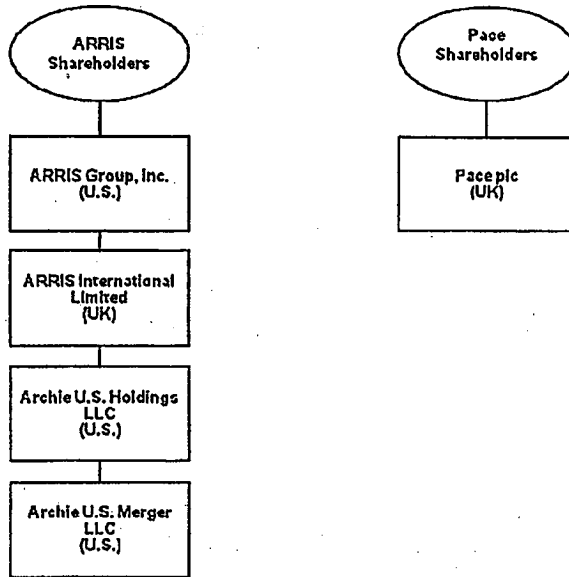 ARRIS
Shareholders
ARRIS Group, Inc.
(U.S.)
ARRIS International
Limited
(UK)
Archie U.S. Holdings
LLC
(U.S.)
Archie U.S. Merger
LLC
(U.S.)
Pace
Shareholders
Pace plc
(UK)